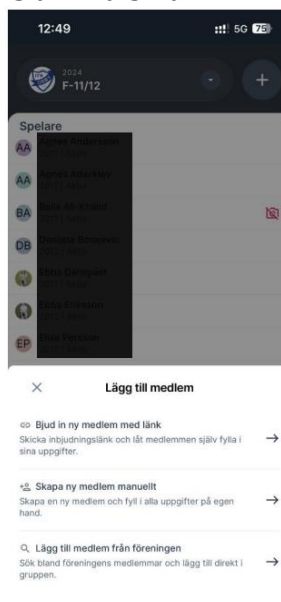 12:49
5G 75
2024
F-11/12
Spelare
AA
AA
BA
DB
EP
Lägg till medlem
Bjud in ny medlem med länk
Skicka inbjudningslänk och låt medlemmen själv fylla i
sina uppgifter.
Skapa ny medlem manuellt
Skapa en ny medlem och fyll i alla uppgifter på egen
hand.
Lägg till medlem från föreningen
Sök bland föreningens medlemmar och lägg till direkt i
gruppen.